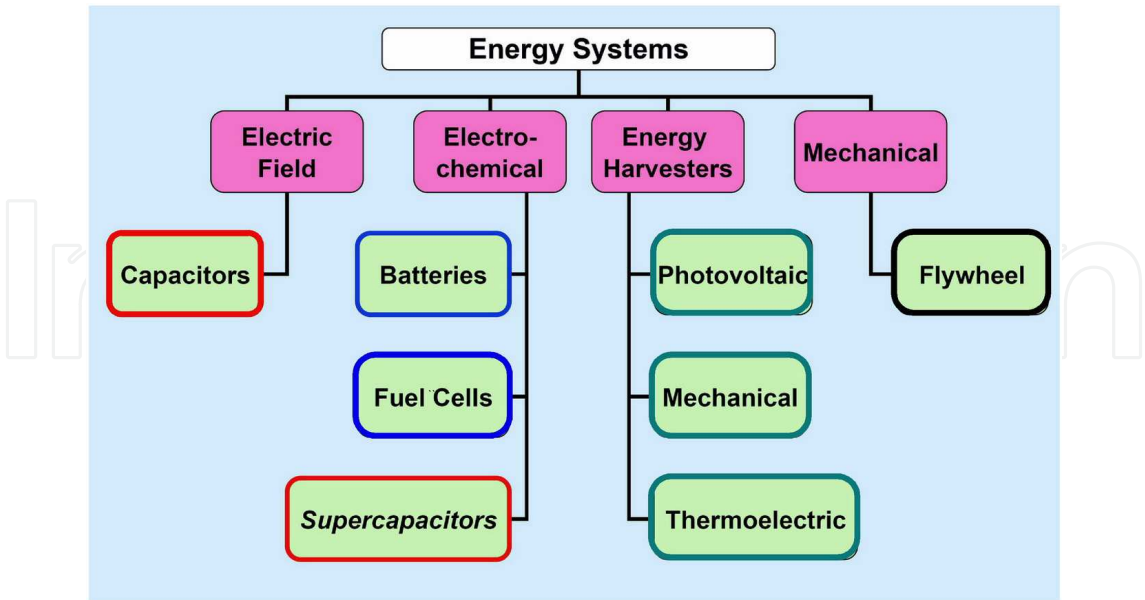 Energy Systems
Electric
Field
Electro-
chemical
Energy
Harvesters
Mechanical
Capacitors
Batteries
Photovoltaic
Flywheel
Fuel Cells
Mechanical
Supercapacitors
Thermoelectric